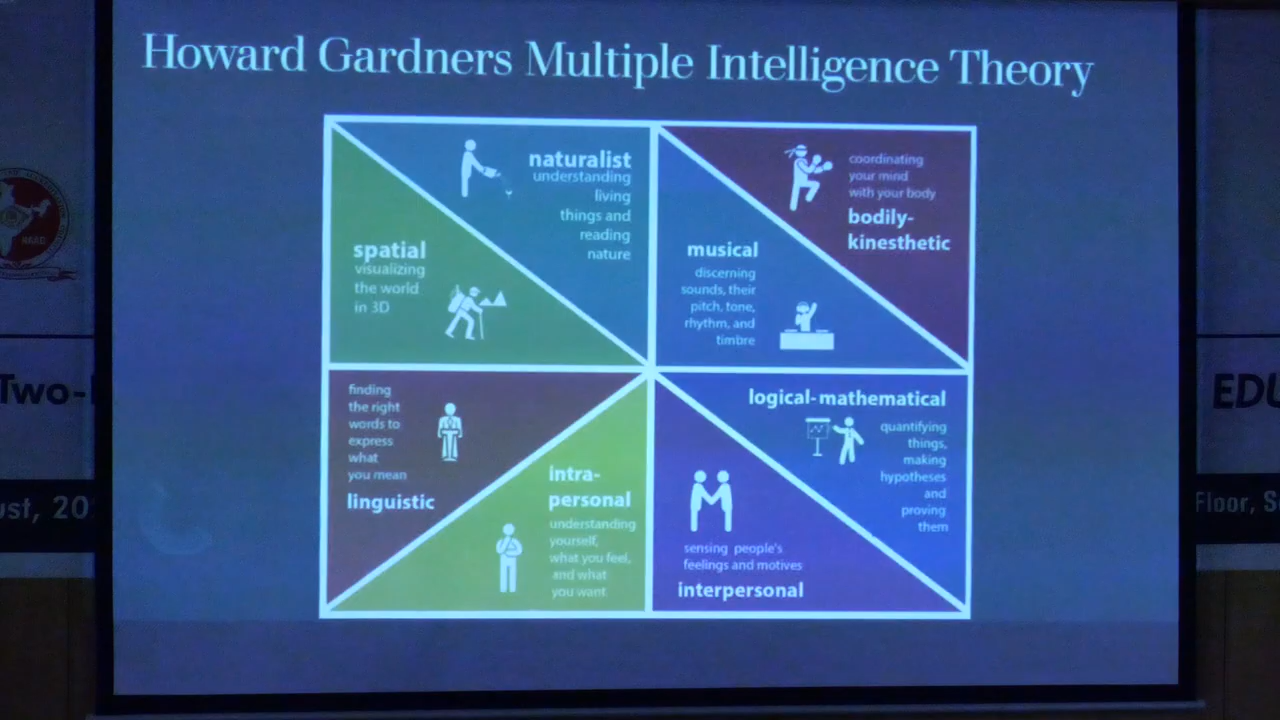 Howard Gardners Multiple Intelligence Theory
naturalist
understanding
living
things and
reading
nature
spatial
visualizing
the world
in 3D
coordinating
your mind
with your body
bodily-
kinesthetic
musical
discerning
sounds, their
pitch, tone,
rhythm, and
timbre
finding
the right
words to
express
what
you mean
linguistic
intra-
personal
understanding
yourself,
what you feel,
and what
you want
logical-mathematical
quantifying
things,
making
hypotheses
and
proving
them
sensing people's
feelings and motives
interpersonal
Two-
EDU
ust, 20
Floor, S